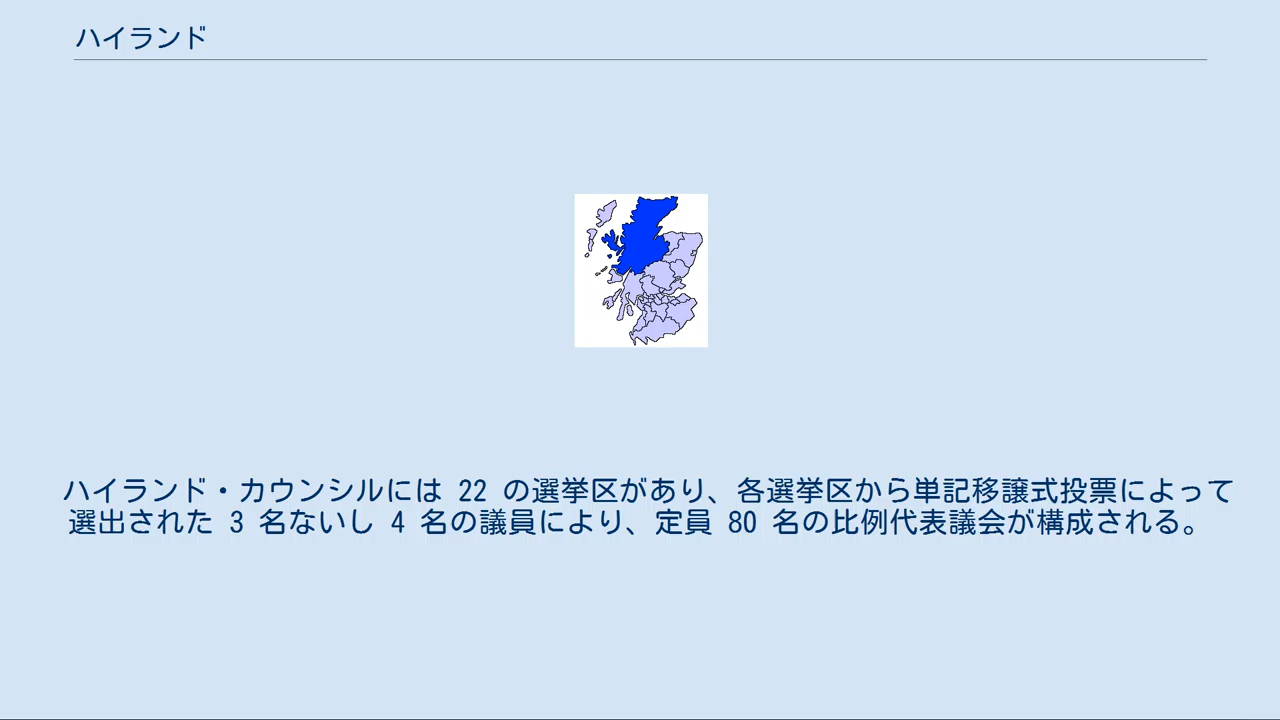 ハイランド
ハイランド・カウンシルには 22 の選挙区があり、各選挙区から単記移譲式投票によって
選出された 3 名ないし 4 名の議員により、定員 80 名の比例代表議会が構成される。